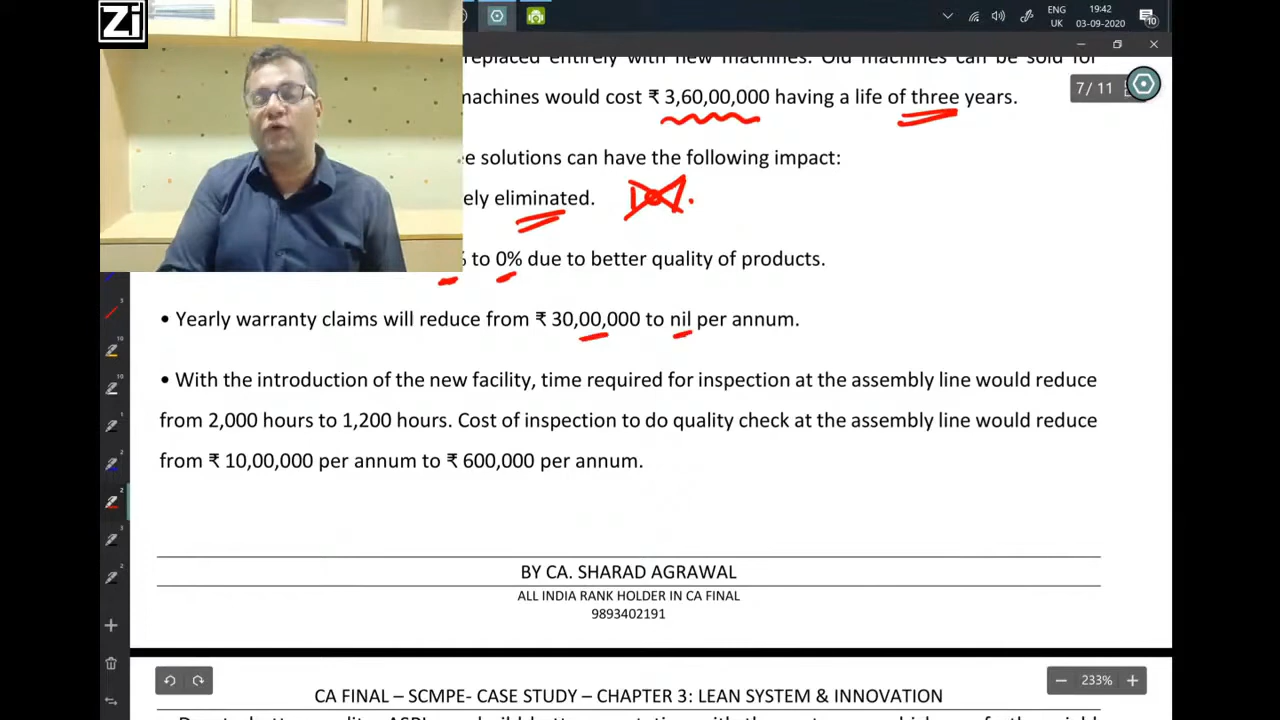 Zi
ENG
UK
19:42
03-09-2020
10
replaced entirely with new machines. Old machines can be sold for
machines would cost ₹ 3,60,00,000 having a life of three years.
7/11
solutions can have the following impact:
eliminated.
to 0% due to better quality of products.
• Yearly warranty claims will reduce from ₹ 30,00,000 to nil per annum.
• With the introduction of the new facility, time required for inspection at the assembly line would reduce
from 2,000 hours to 1,200 hours. Cost of inspection to do quality check at the assembly line would reduce
from ₹ 10,00,000 per annum to ₹ 600,000 per annum.
BY CA. SHARAD AGRAWAL
ALL INDIA RANK HOLDER IN CA FINAL
9893402191
233%
CA FINAL – SCMPE- CASE STUDY – CHAPTER 3: LEAN SYSTEM & INNOVATION